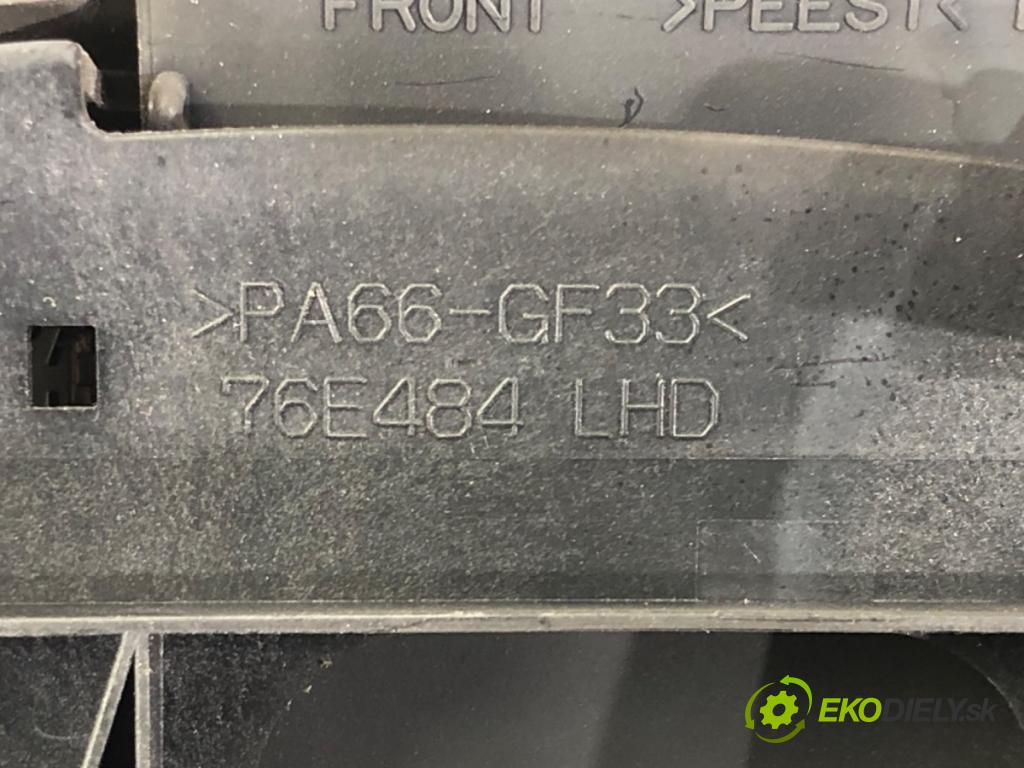 FRONT >PEEST<
>PA66-GF33<
76E484 LHD
EKODIELY.sk